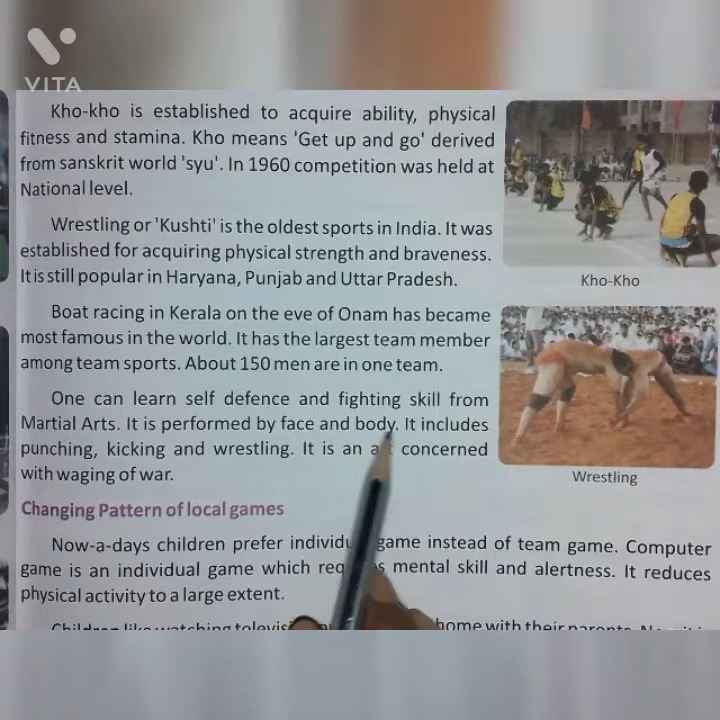 VITA
Kho-kho is established to acquire ability, physical
fitness and stamina. Kho means 'Get up and go' derived
from sanskrit world 'syu'. In 1960 competition was held at
National level.
Kho-Kho
Wrestling or 'Kushti' is the oldest sports in India. It was
established for acquiring physical strength and braveness.
It is still popular in Haryana, Punjab and Uttar Pradesh.
Boat racing in Kerala on the eve of Onam has became
most famous in the world. It has the largest team member
among team sports. About 150 men are in one team.
One can learn self defence and fighting skill from
Martial Arts. It is performed by face and body. It includes
punching, kicking and wrestling. It is an concerned
with waging of war.
Wrestling
Changing Pattern of local games
Now-a-days children prefer game instead of team game. Computer
game is an individual game which mental skill and alertness. It reduces
physical activity to a large extent.
Children like watching home with their parents.